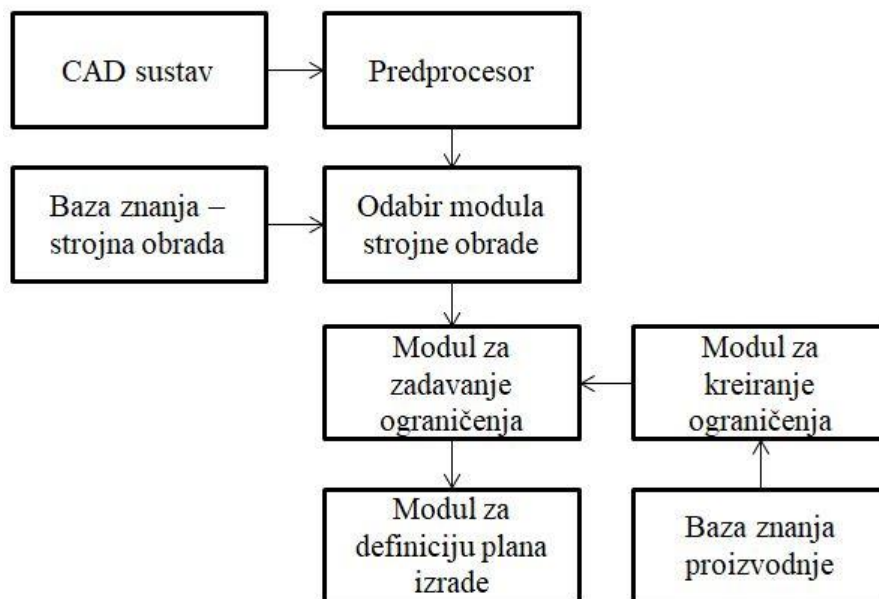 CAD sustav
Predprocesor
Baza znanja –
strojna obrada
Odabir modula
strojne obrade
Modul za
zadavanje
ograničenja
Modul za
kreiranje
ograničenja
Modul za
definiciju plana
izrade
Baza znanja
proizvodnje